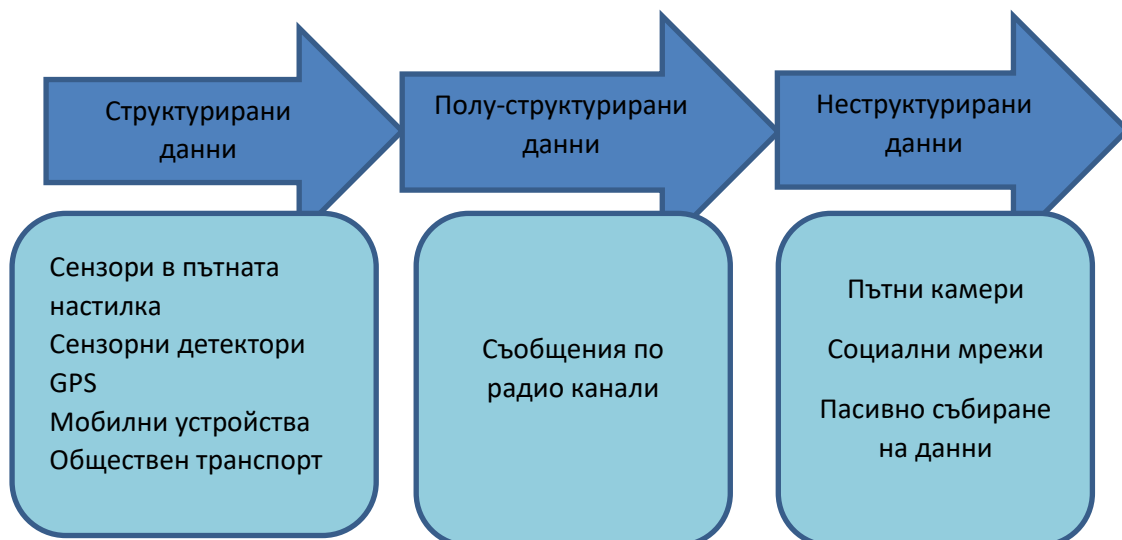 Структурирани
данни
Полу-структурирани
данни
Неструктурирани
данни
Сензори в пътната
настилка
Сензорни детектори
GPS
Мобилни устройства
Обществен транспорт
Съобщения по
радио канали
Пътни камери
Социални мрежи
Пасивно събиране
на данни